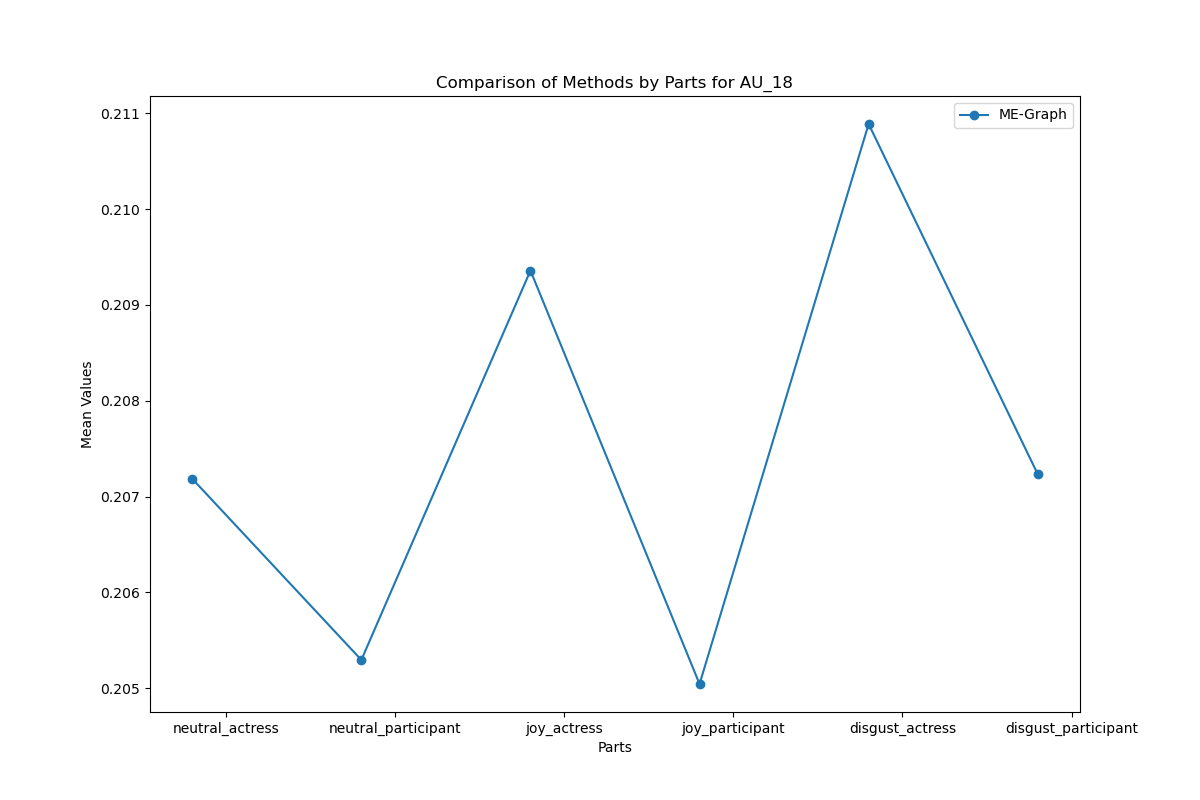 Comparison of Methods by Parts for AU_18
ME-Graph
0.211
0.210
0.209
0.208
0.207
0.206
0.205
Mean Values
neutral_actress
neutral_participant
joy_actress
joy_participant
disgust_actress
disgust_participant
Parts